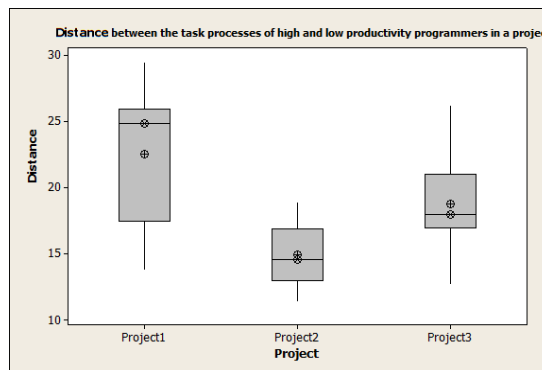 Distance between the task processes of high and low productivity programmers in a projec
30
25
20
15
10
Distance
Project1 Project2 Project3
Project